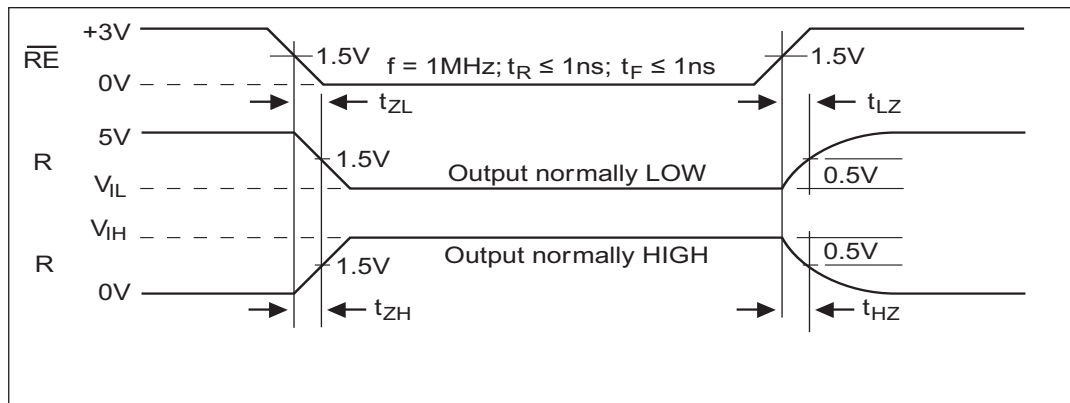 +3V
R̅E̅
1.5V
f = 1MHz; tR ≤ 1ns; tF ≤ 1ns
1.5V
0V
tZL
tLZ
5V
R
1.5V
Output normally LOW
0.5V
VIL
VIH
R
1.5V
Output normally HIGH
0.5V
0V
tZH
tHZ